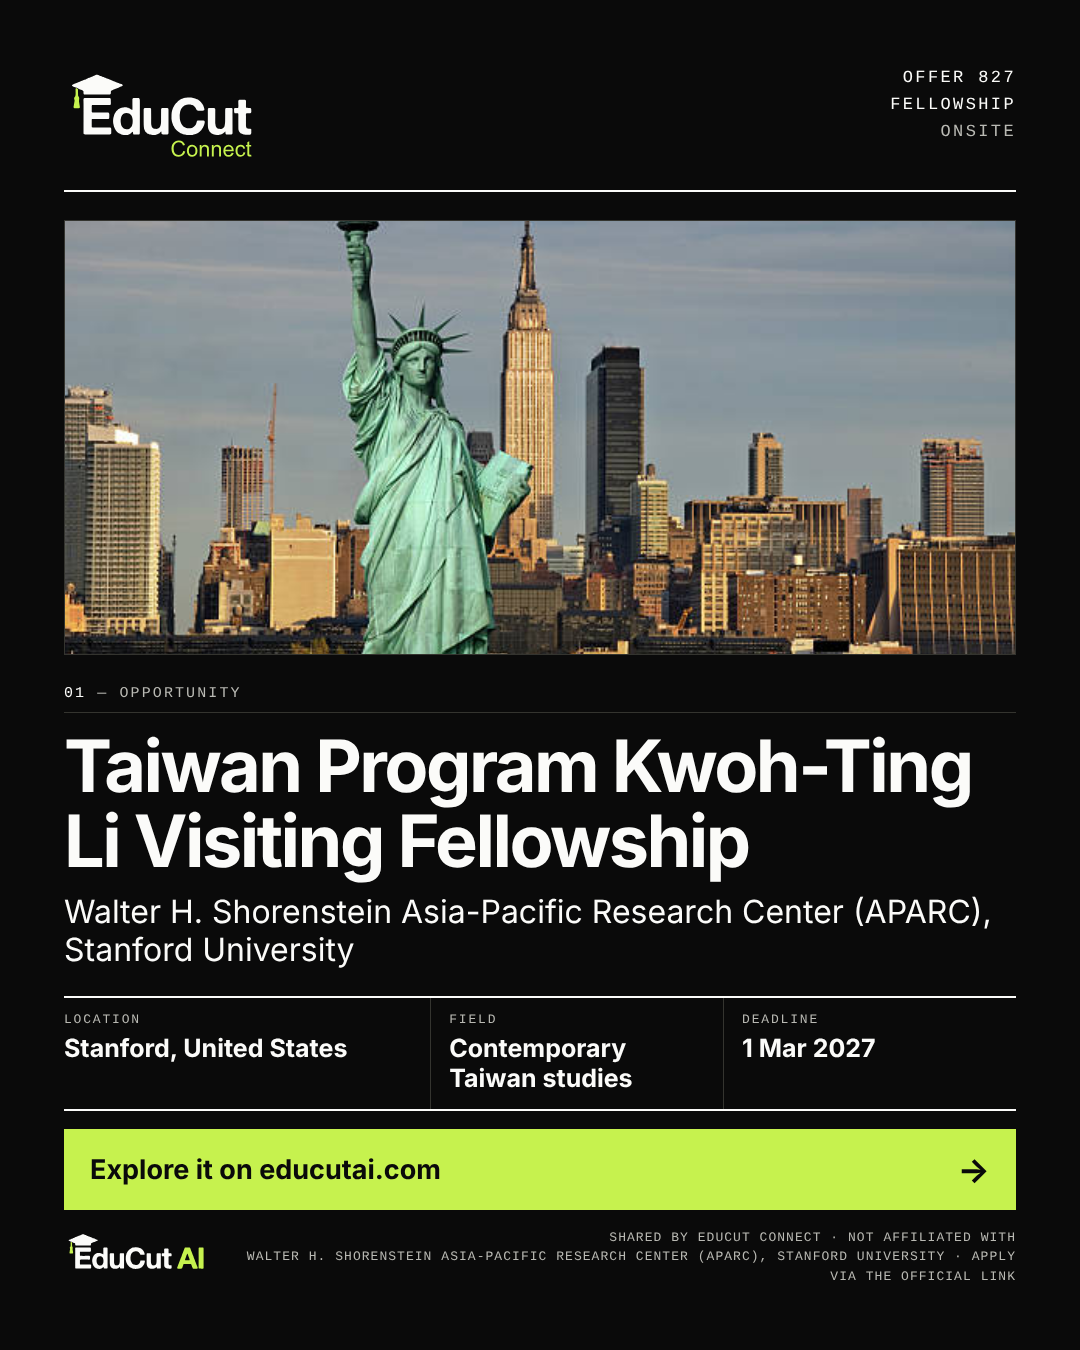 EduCut
Connect
OFFER 827
FELLOWSHIP
ONSITE
01 — OPPORTUNITY
Taiwan Program Kwoh-Ting
Li Visiting Fellowship
Walter H. Shorenstein Asia-Pacific Research Center (APARC),
Stanford University
LOCATION
Stanford, United States
FIELD
Contemporary
Taiwan studies
DEADLINE
1 Mar 2027
Explore it on educutai.com →
EduCut AI
SHARED BY EDUCUT CONNECT · NOT AFFILIATED WITH
WALTER H. SHORENSTEIN ASIA-PACIFIC RESEARCH CENTER (APARC), STANFORD UNIVERSITY · APPLY
VIA THE OFFICIAL LINK